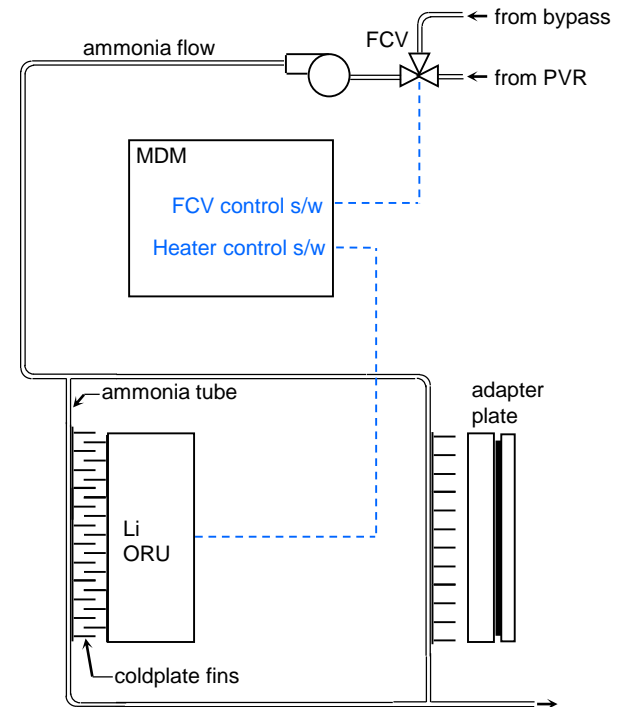 from bypass
FCV
ammonia flow
from PVR
MDM
FCV control s/w
Heater control s/w
ammonia tube
adapter
plate
Li
ORU
coldplate fins